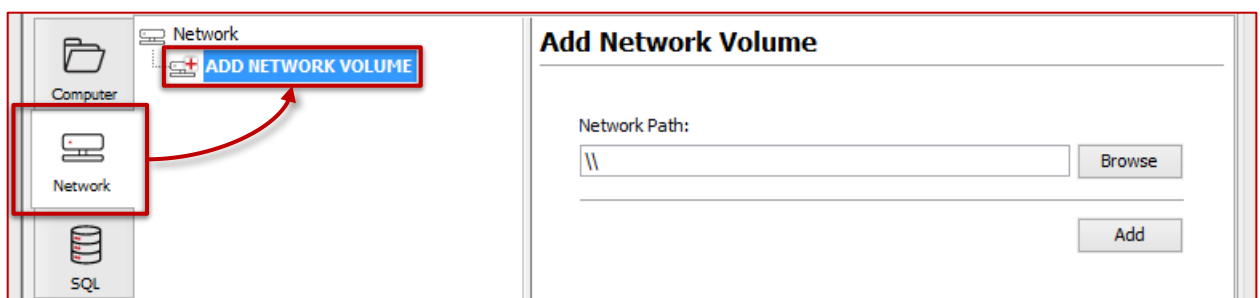 Computer
Network
SQL
Network
ADD NETWORK VOLUME
Add Network Volume
Network Path:
\\
Browse
Add